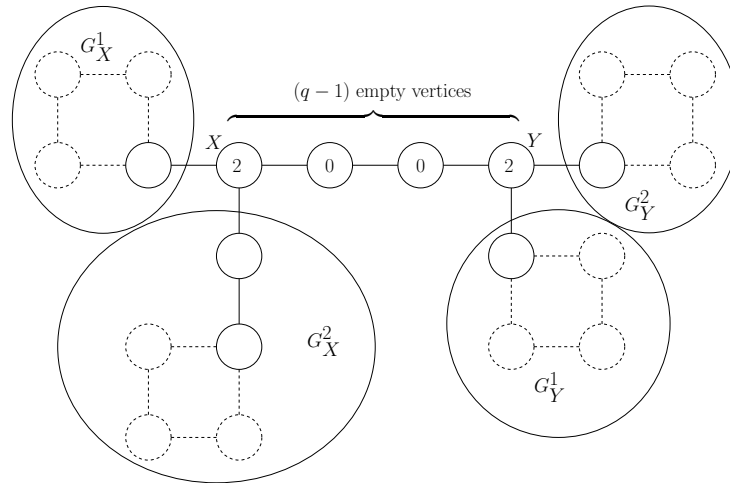 G_X^1
(q − 1) empty vertices
X
Y
2 0 0 2
G_Y^2
G_X^2
G_Y^1